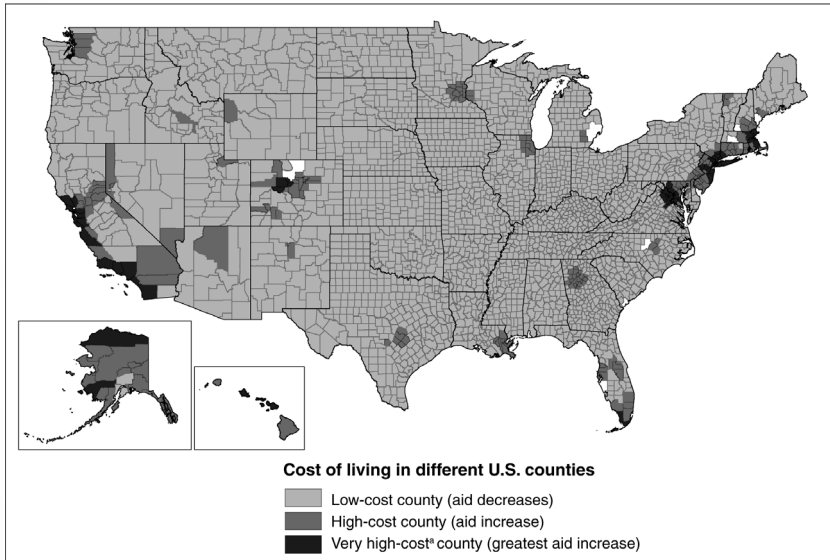 Cost of living in different U.S. counties
Low-cost county (aid decreases)
High-cost county (aid increase)
Very high-costᵃ county (greatest aid increase)